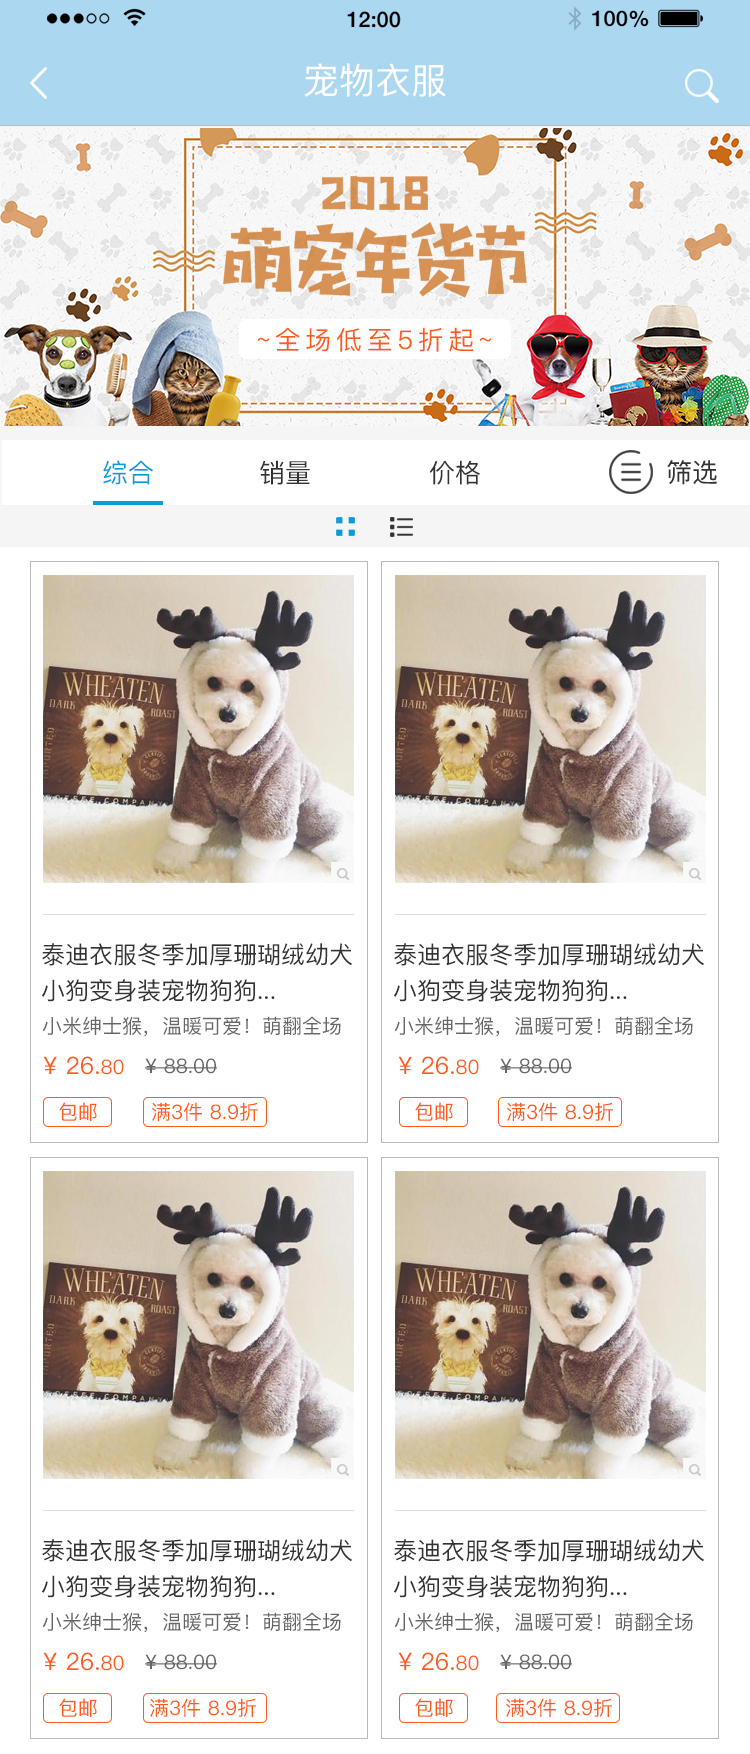 12:00
100%
宠物衣服
2018
萌宠年货节
~全场低至5折起~
综合
销量
价格
筛选
WHEATEN
DARK
ROAST
COFFEE COMPANY
泰迪衣服冬季加厚珊瑚绒幼犬
小狗变身装宠物狗狗...
小米绅士猴，温暖可爱！萌翻全场
¥ 26.80 ¥ 88.00
包邮 满3件 8.9折
WHEATEN
DARK
ROAST
COFFEE COMPANY
泰迪衣服冬季加厚珊瑚绒幼犬
小狗变身装宠物狗狗...
小米绅士猴，温暖可爱！萌翻全场
¥ 26.80 ¥ 88.00
包邮 满3件 8.9折
WHEATEN
DARK
ROAST
COFFEE COMPANY
泰迪衣服冬季加厚珊瑚绒幼犬
小狗变身装宠物狗狗...
小米绅士猴，温暖可爱！萌翻全场
¥ 26.80 ¥ 88.00
包邮 满3件 8.9折
WHEATEN
DARK
ROAST
COFFEE COMPANY
泰迪衣服冬季加厚珊瑚绒幼犬
小狗变身装宠物狗狗...
小米绅士猴，温暖可爱！萌翻全场
¥ 26.80 ¥ 88.00
包邮 满3件 8.9折